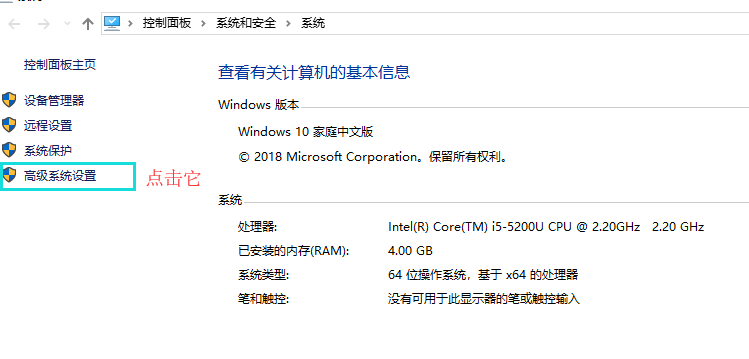 控制面板 › 系统和安全 › 系统
控制面板主页
设备管理器
远程设置
系统保护
高级系统设置 点击它
查看有关计算机的基本信息
Windows 版本
Windows 10 家庭中文版
© 2018 Microsoft Corporation。保留所有权利。
系统
处理器: Intel(R) Core(TM) i5-5200U CPU @ 2.20GHz 2.20 GHz
已安装的内存(RAM): 4.00 GB
系统类型: 64 位操作系统，基于 x64 的处理器
笔和触控: 没有可用于此显示器的笔或触控输入